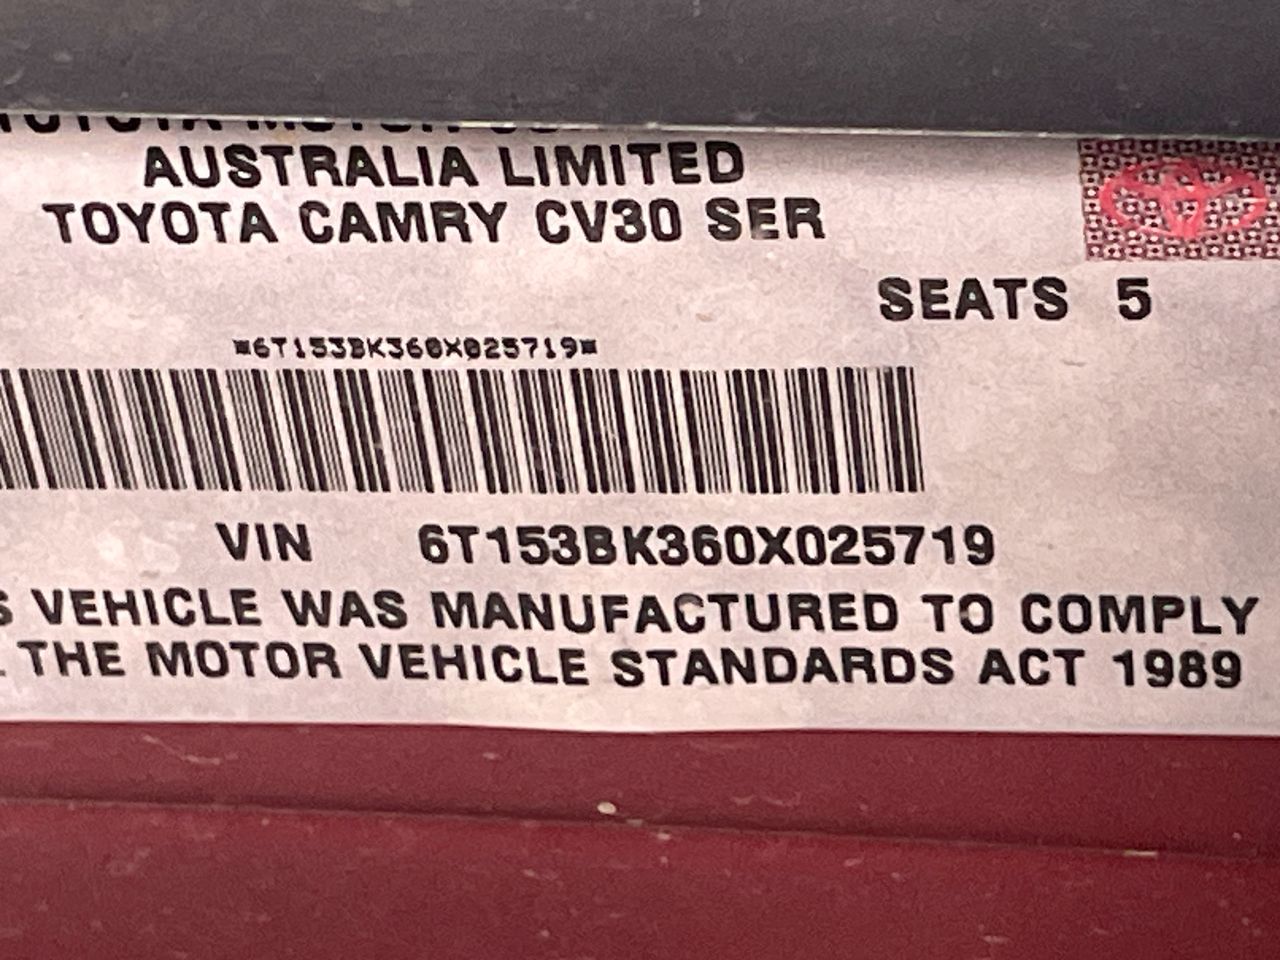 AUSTRALIA LIMITED
TOYOTA CAMRY CV30 SER
SEATS 5
*6T153BK360X025719*
VIN 6T153BK360X025719
VEHICLE WAS MANUFACTURED TO COMPLY
THE MOTOR VEHICLE STANDARDS ACT 1989